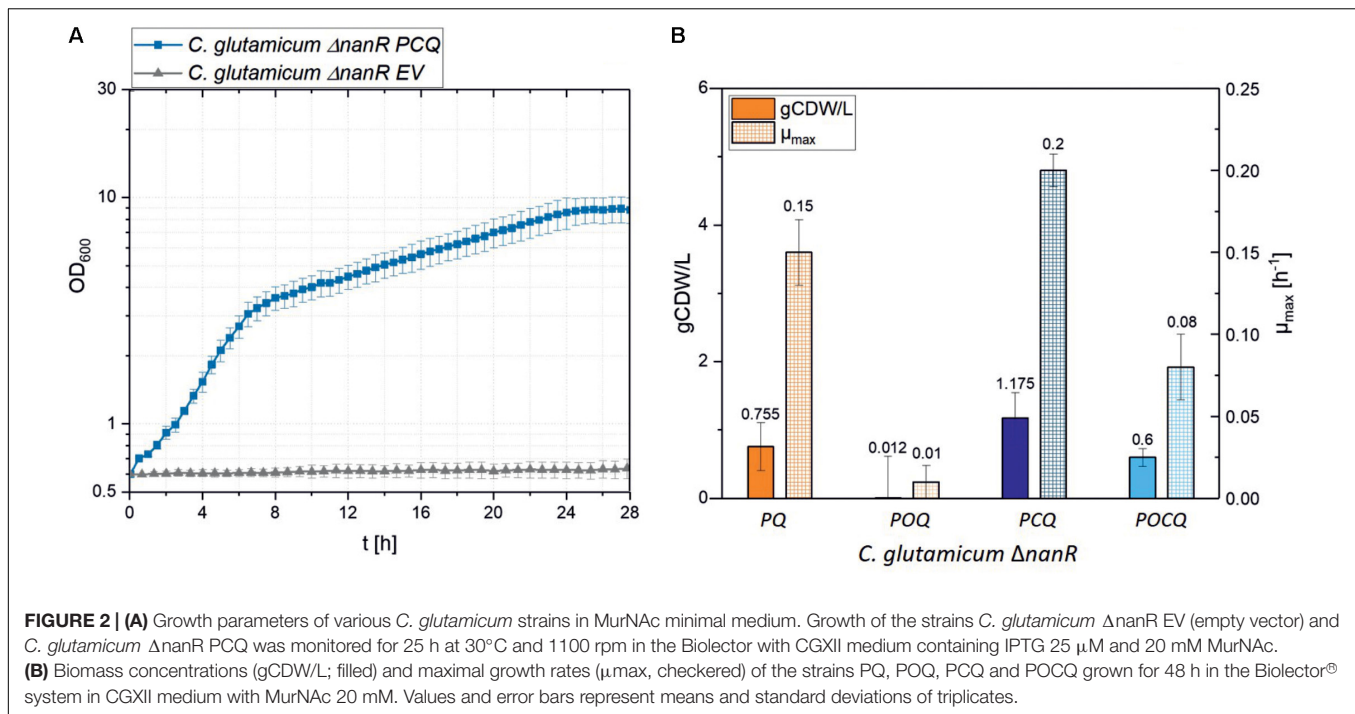 A
C. glutamicum ΔnanR PCQ
C. glutamicum ΔnanR EV
30
10
1
0.5
OD600
0 4 8 12 16 20 24 28
t [h]
B
gCDW/L
μmax
6
4
2
0
gCDW/L
0.25
0.20
0.15
0.10
0.05
0.00
μmax [h-1]
0.755
0.15
0.012
0.01
1.175
0.2
0.6
0.08
PQ POQ PCQ POCQ
C. glutamicum ΔnanR
FIGURE 2 | (A) Growth parameters of various C. glutamicum strains in MurNAc minimal medium. Growth of the strains C. glutamicum ΔnanR EV (empty vector) and
C. glutamicum ΔnanR PCQ was monitored for 25 h at 30°C and 1100 rpm in the Biolector with CGXII medium containing IPTG 25 μM and 20 mM MurNAc.
(B) Biomass concentrations (gCDW/L; filled) and maximal growth rates (μmax, checkered) of the strains PQ, POQ, PCQ and POCQ grown for 48 h in the Biolector®
system in CGXII medium with MurNAc 20 mM. Values and error bars represent means and standard deviations of triplicates.